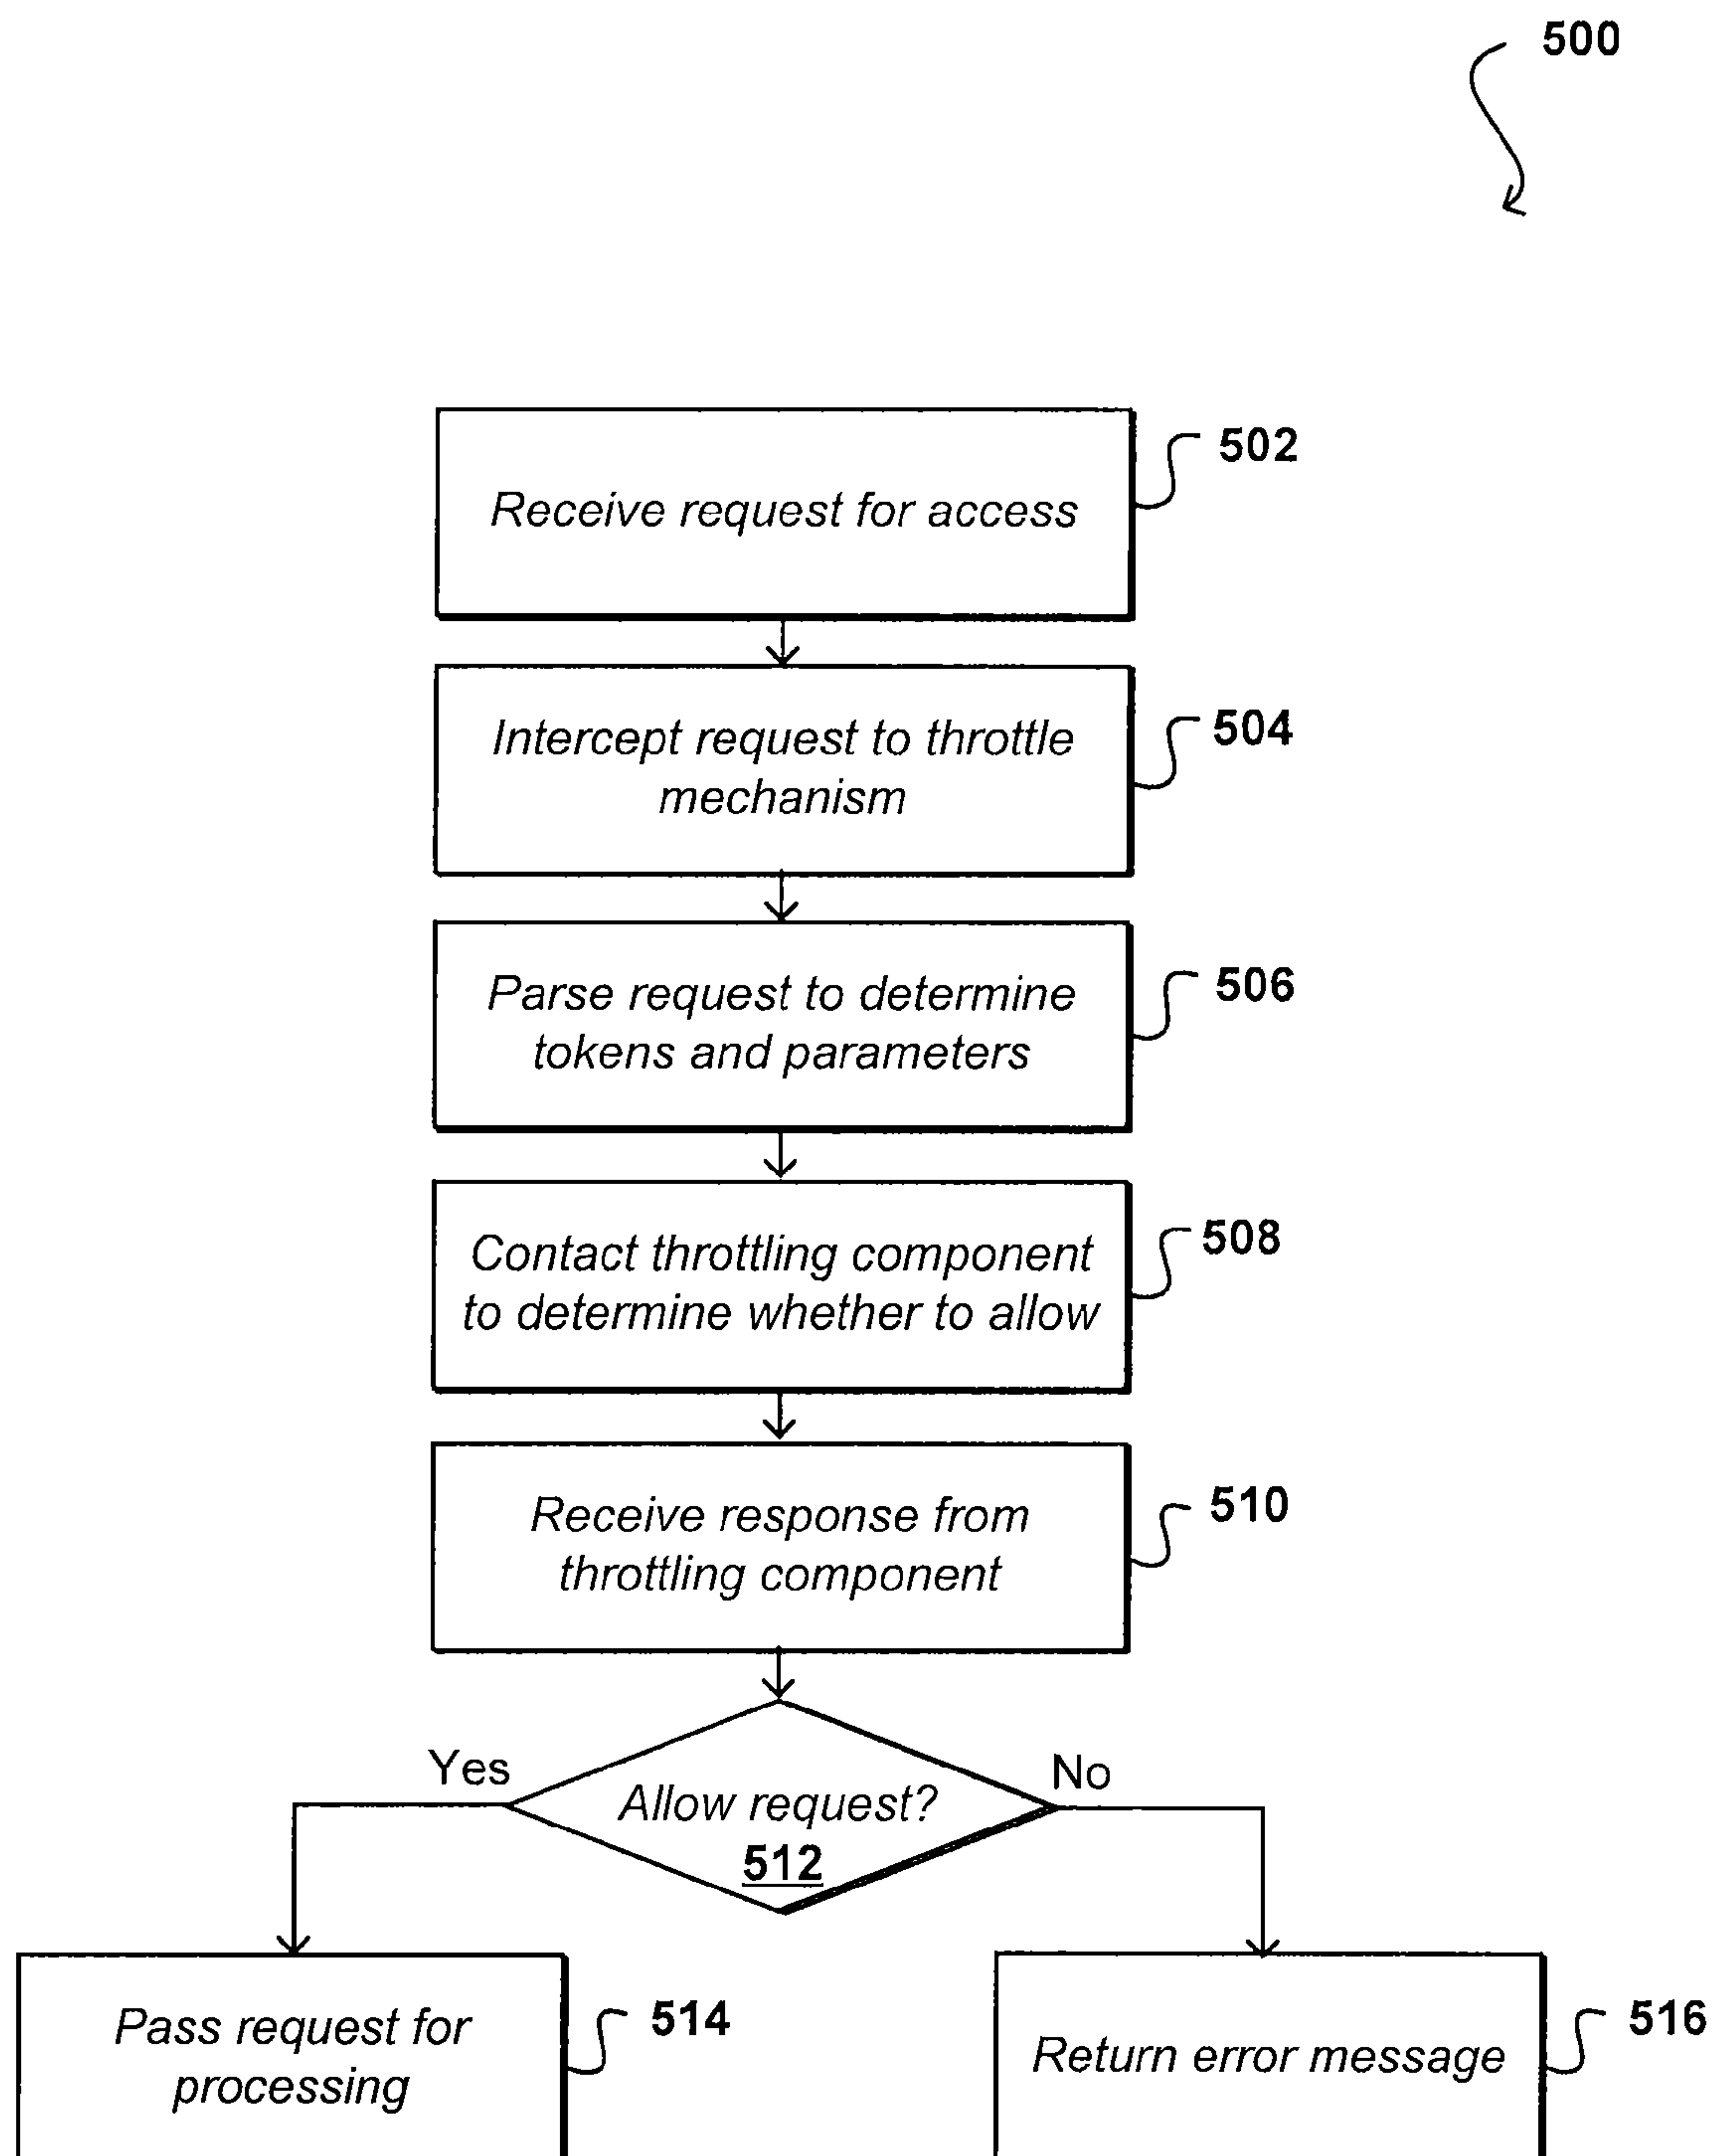 500
Receive request for access
502
Intercept request to throttle
mechanism
504
Parse request to determine
tokens and parameters
506
Contact throttling component
to determine whether to allow
508
Receive response from
throttling component
510
Yes
Allow request?
512
No
Pass request for
processing
514
Return error message
516